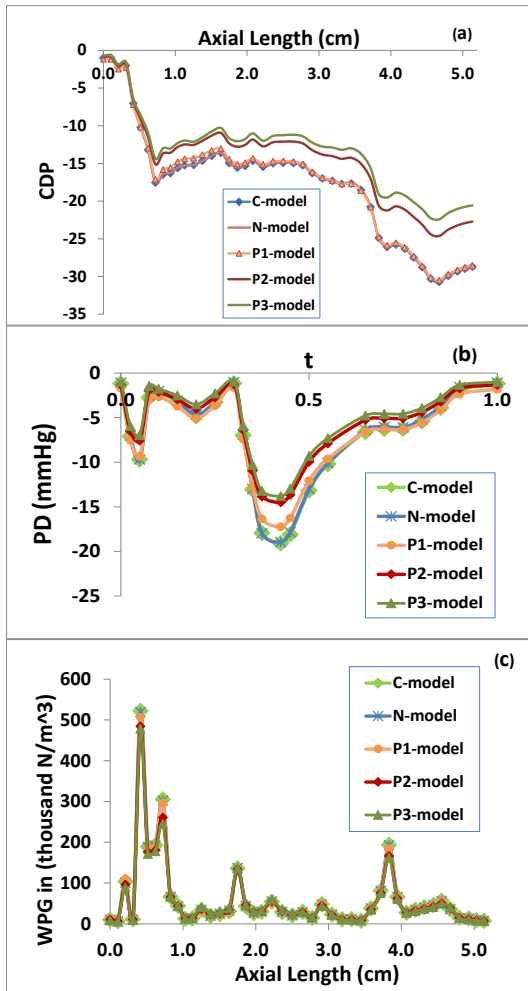 Axial Length (cm)
(a)
0.0 1.0 2.0 3.0 4.0 5.0
0
-5
-10
-15
-20
-25
-30
-35
CDP
C-model
N-model
P1-model
P2-model
P3-model
t
(b)
0.0 0.5 1.0
0
-5
-10
-15
-20
-25
PD (mmHg)
C-model
N-model
P1-model
P2-model
P3-model
(c)
600
500
400
300
200
100
0
WPG in (thousand N/m^3)
C-model
N-model
P1-model
P2-model
P3-model
0.0 1.0 2.0 3.0 4.0 5.0
Axial Length (cm)